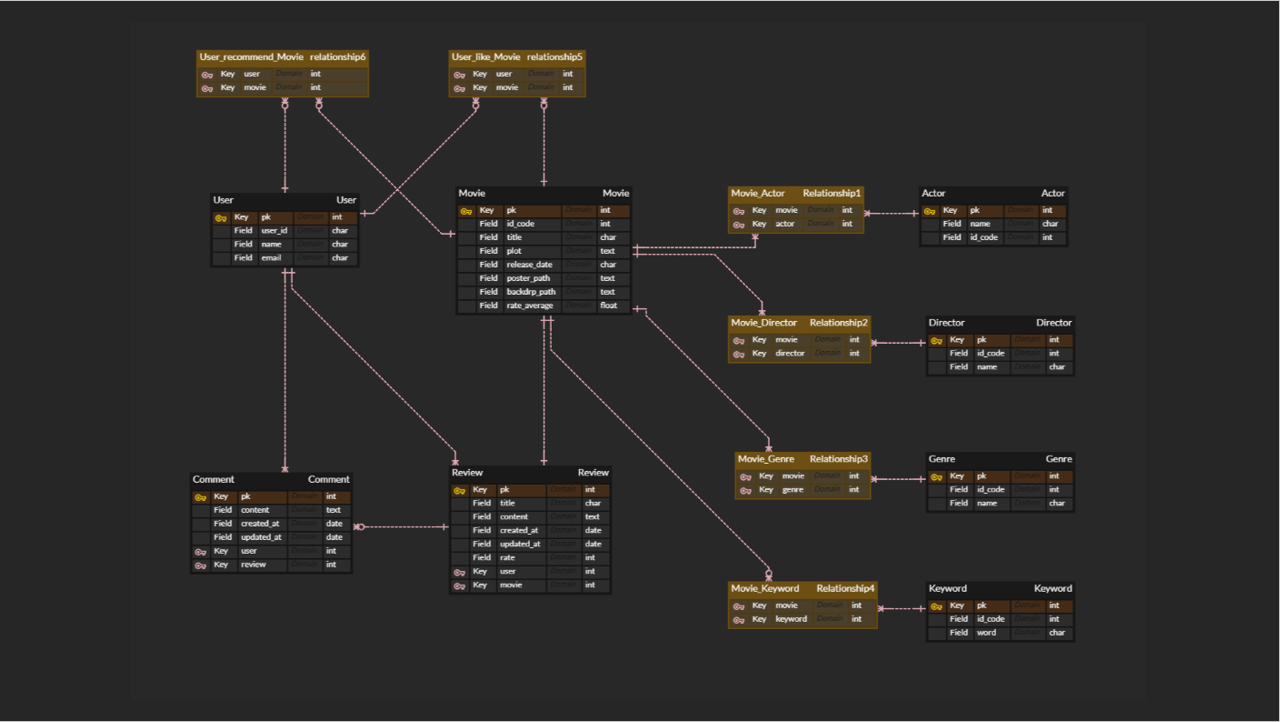 User_recommend_Movie relationship6
Key user Domain int
Key movie Domain int
User_like_Movie relationship5
Key user Domain int
Key movie Domain int
User User
Key pk Domain int
Field user_id Domain char
Field name Domain char
Field email Domain char
Movie Movie
Key pk Domain int
Field id_code Domain int
Field title Domain char
Field plot Domain text
Field release_date Domain char
Field poster_path Domain text
Field backdrp_path Domain text
Field rate_average Domain float
Movie_Actor Relationship1
Key movie Domain int
Key actor Domain int
Actor Actor
Key pk Domain int
Field name Domain char
Field id_code Domain int
Movie_Director Relationship2
Key movie Domain int
Key director Domain int
Director Director
Key pk Domain int
Field id_code Domain int
Field name Domain char
Movie_Genre Relationship3
Key movie Domain int
Key genre Domain int
Genre Genre
Key pk Domain int
Field id_code Domain int
Field name Domain char
Comment Comment
Key pk Domain int
Field content Domain text
Field created_at Domain date
Field updated_at Domain date
Key user Domain int
Key review Domain int
Review Review
Key pk Domain int
Field title Domain char
Field content Domain text
Field created_at Domain date
Field updated_at Domain date
Field rate Domain int
Key user Domain int
Key movie Domain int
Movie_Keyword Relationship4
Key movie Domain int
Key keyword Domain int
Keyword Keyword
Key pk Domain int
Field id_code Domain int
Field word Domain char